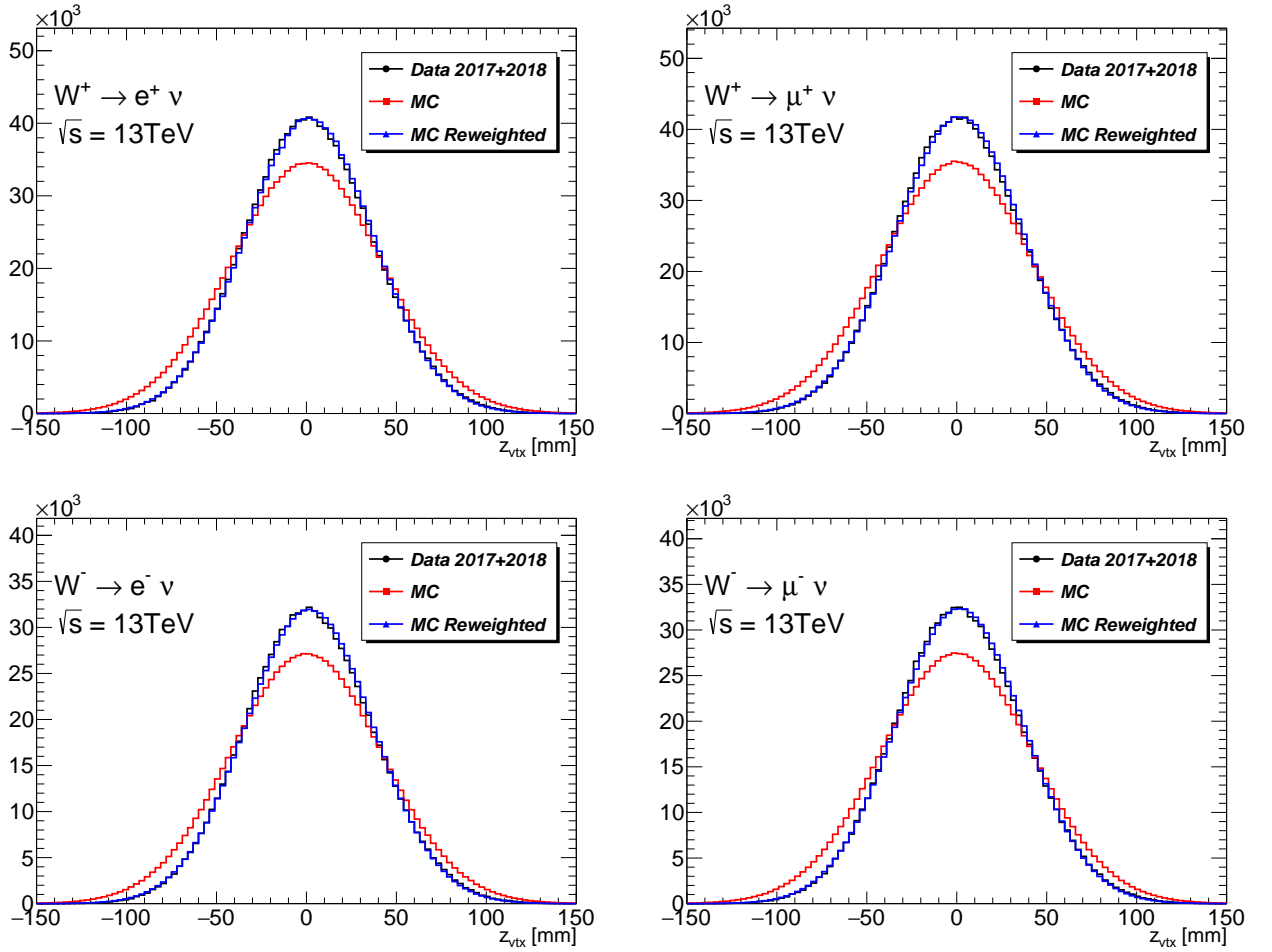 ×10³
50
40
30
20
10
0
W⁺ → e⁺ ν
√s = 13TeV
Data 2017+2018
MC
MC Reweighted
−150 −100 −50 0 50 100 150
z_vtx [mm]
×10³
50
40
30
20
10
0
W⁺ → μ⁺ ν
√s = 13TeV
Data 2017+2018
MC
MC Reweighted
−150 −100 −50 0 50 100 150
z_vtx [mm]
×10³
40
35
30
25
20
15
10
5
0
W⁻ → e⁻ ν
√s = 13TeV
Data 2017+2018
MC
MC Reweighted
−150 −100 −50 0 50 100 150
z_vtx [mm]
×10³
40
35
30
25
20
15
10
5
0
W⁻ → μ⁻ ν
√s = 13TeV
Data 2017+2018
MC
MC Reweighted
−150 −100 −50 0 50 100 150
z_vtx [mm]